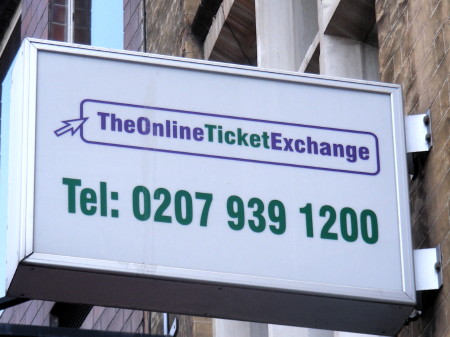 TheOnlineTicketExchange
Tel: 0207 939 1200